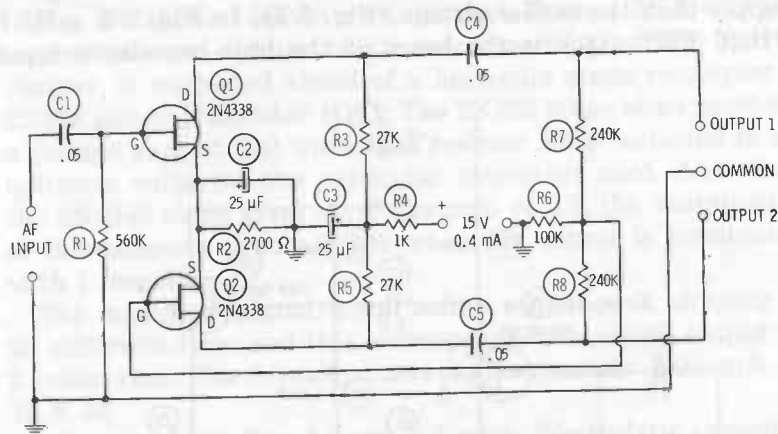 C4
.05
D
Q1
2N4338
C1
.05
G
S
C2
25 µF
R3
27K
R7
240K
OUTPUT 1
COMMON
OUTPUT 2
AF
INPUT
R1
560K
R2
2700 Ω
C3
25 µF
R4
1K
+
15 V
0.4 mA
-
R6
100K
S
Q2
2N4338
G
D
R5
27K
R8
240K
C5
.05